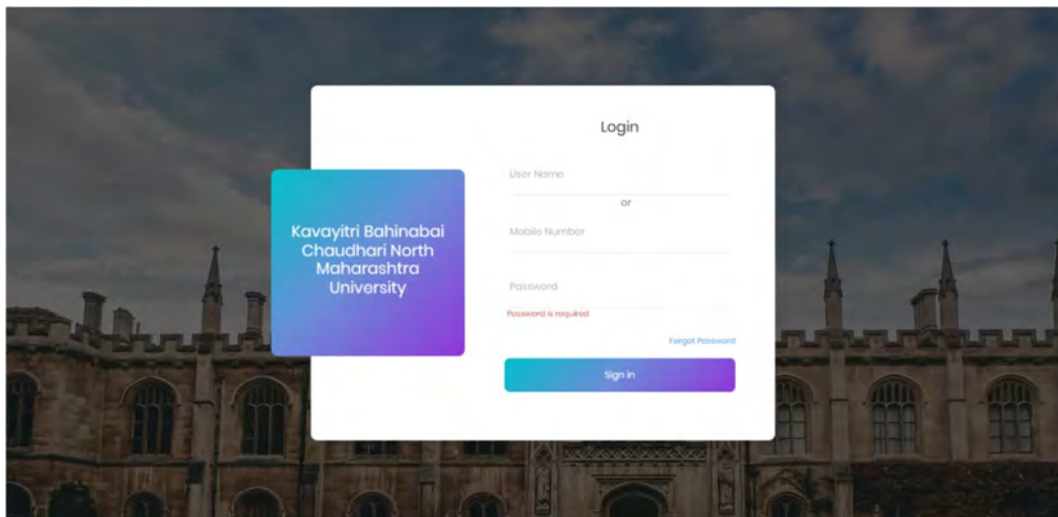 Login
User Name
or
Mobile Number
Password
Password is required
Forgot Password
Sign in
Kavayitri Bahinabai
Chaudhari North
Maharashtra
University